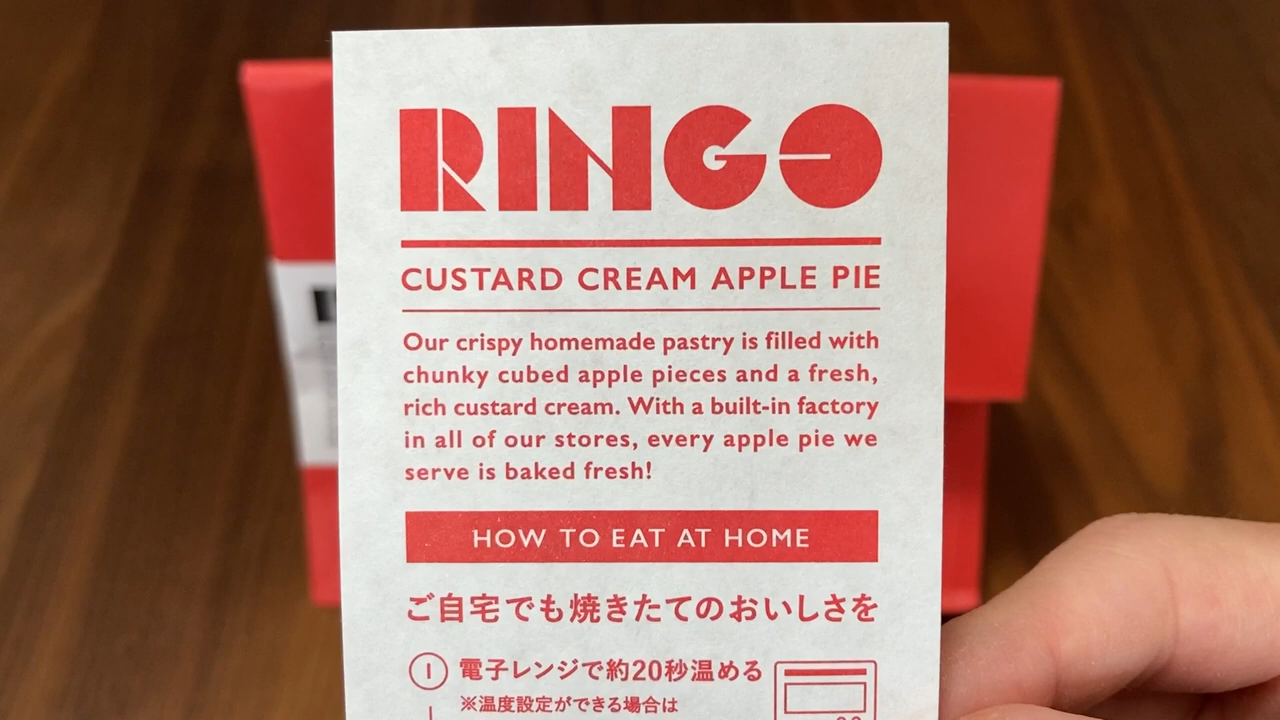 RINGO
CUSTARD CREAM APPLE PIE
Our crispy homemade pastry is filled with
chunky cubed apple pieces and a fresh,
rich custard cream. With a built-in factory
in all of our stores, every apple pie we
serve is baked fresh!
HOW TO EAT AT HOME
ご自宅でも焼きたてのおいしさを
1 電子レンジで約20秒温める
※温度設定ができる場合は